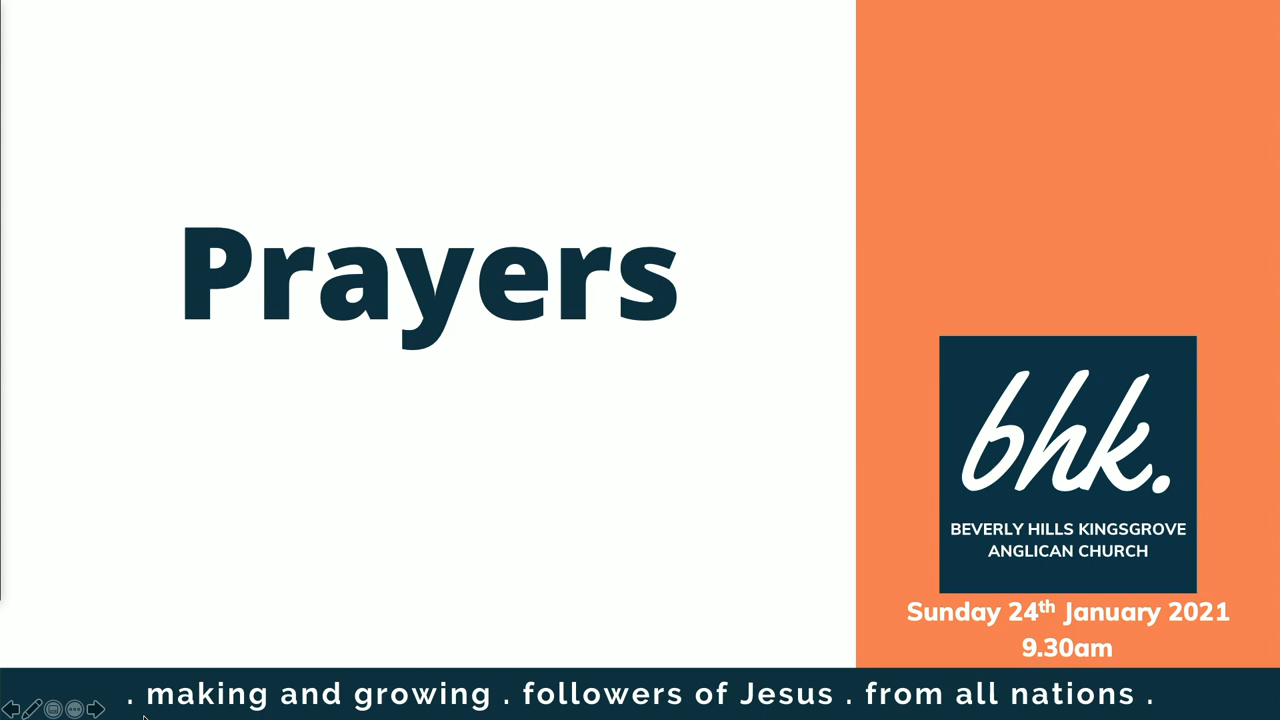 Prayers
bhk.
BEVERLY HILLS KINGSGROVE
ANGLICAN CHURCH
Sunday 24th January 2021
9.30am
. making and growing . followers of Jesus . from all nations .